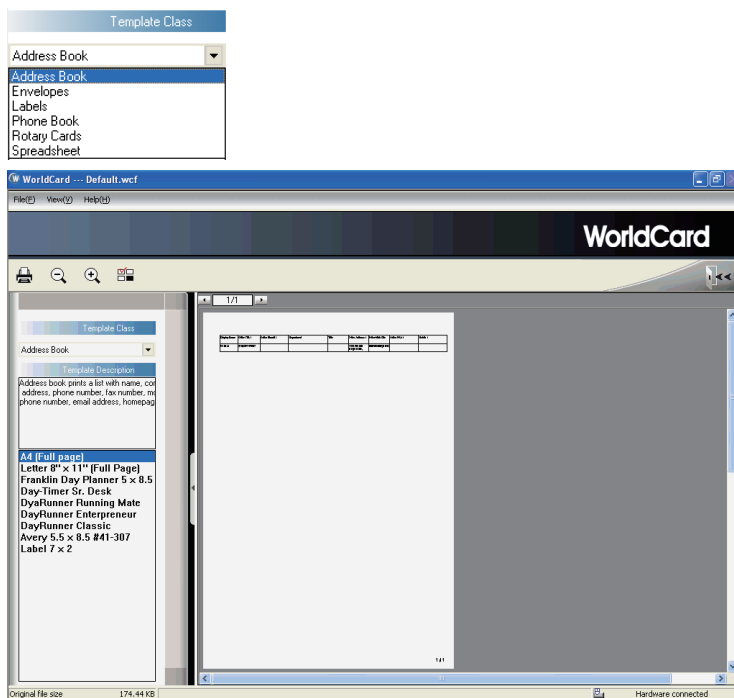 Template Class
Address Book
Address Book
Envelopes
Labels
Phone Book
Rotary Cards
Spreadsheet
WorldCard --- Default.wcf
File(F) View(V) Help(H)
WorldCard
1/1
Template Class
Address Book
Template Description
Address book prints a list with name, con
address, phone number, fax number, mo
phone number, email address, homepag
A4 (Full page)
Letter 8" x 11" (Full Page)
Franklin Day Planner 5 x 8.5
Day-Timer Sr. Desk
DyaRunner Running Mate
DayRunner Enterpreneur
DayRunner Classic
Avery 5.5 x 8.5 #41-307
Label 7 x 2
1/1
Original file size 174.44 KB Hardware connected